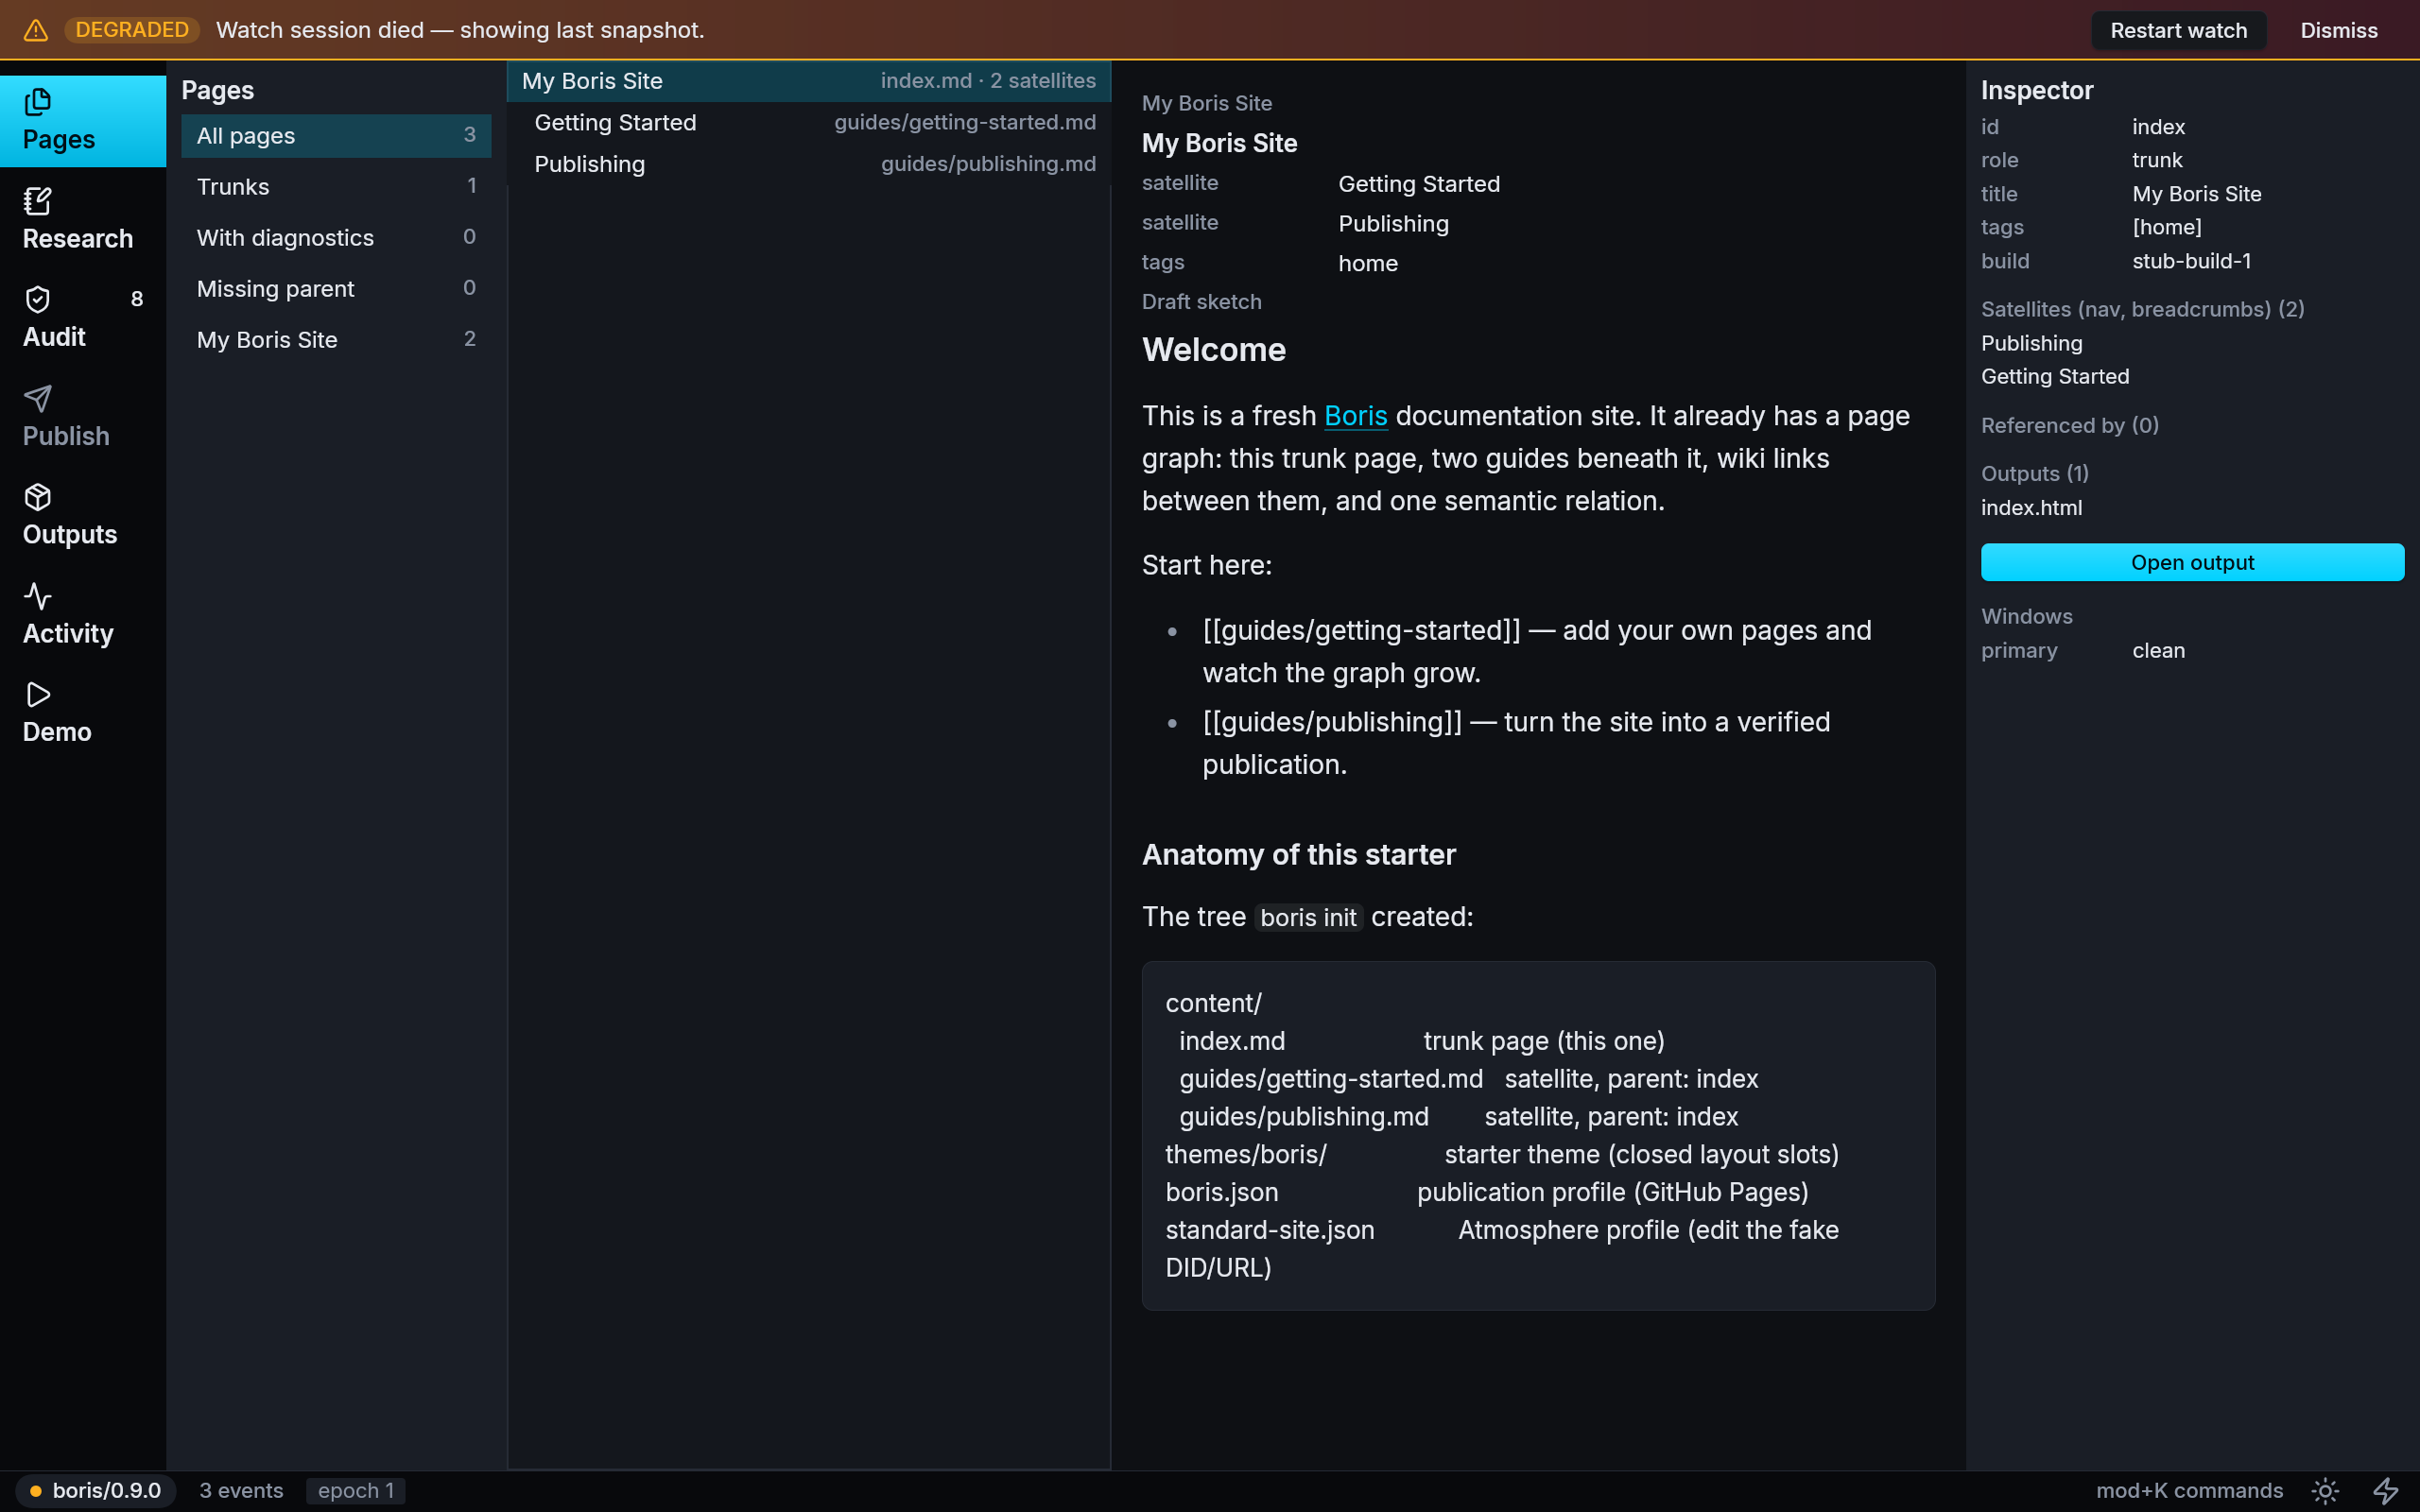 DEGRADED Watch session died — showing last snapshot. Restart watch Dismiss
Pages
Research
8
Audit
Publish
Outputs
Activity
Demo
Pages
All pages 3
Trunks 1
With diagnostics 0
Missing parent 0
My Boris Site 2
My Boris Site index.md · 2 satellites
Getting Started guides/getting-started.md
Publishing guides/publishing.md
My Boris Site
My Boris Site
satellite Getting Started
satellite Publishing
tags home
Draft sketch
Welcome
This is a fresh Boris documentation site. It already has a page
graph: this trunk page, two guides beneath it, wiki links
between them, and one semantic relation.
Start here:
• [[guides/getting-started]] — add your own pages and
watch the graph grow.
• [[guides/publishing]] — turn the site into a verified
publication.
Anatomy of this starter
The tree boris init created:
content/
index.md trunk page (this one)
guides/getting-started.md satellite, parent: index
guides/publishing.md satellite, parent: index
themes/boris/ starter theme (closed layout slots)
boris.json publication profile (GitHub Pages)
standard-site.json Atmosphere profile (edit the fake
DID/URL)
Inspector
id index
role trunk
title My Boris Site
tags [home]
build stub-build-1
Satellites (nav, breadcrumbs) (2)
Publishing
Getting Started
Referenced by (0)
Outputs (1)
index.html
Open output
Windows
primary clean
boris/0.9.0 3 events epoch 1 mod+K commands